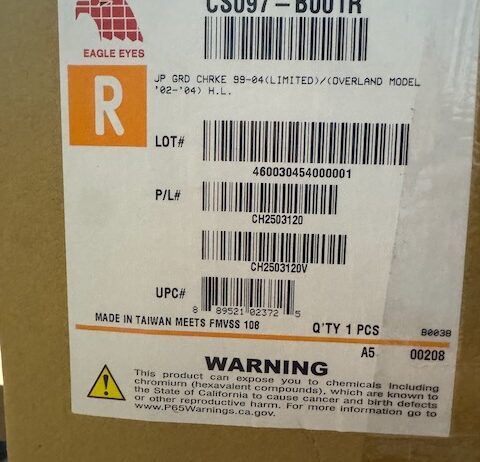 CS097-B001R
EAGLE EYES
R
JP GRD CHRKE 99-04(LIMITED)/(OVERLAND MODEL
'02-'04) H.L.
LOT#
460030454000001
P/L#
CH2503120
CH2503120V
UPC#
8 89521 02372 5
MADE IN TAIWAN MEETS FMVSS 108
Q'TY 1 PCS
B003B
A5 00208
WARNING
This product can expose you to chemicals including
chromium (hexavalent compounds), which are known to
the State of California to cause cancer and birth defects
or other reproductive harm. For more information go to
www.P65Warnings.ca.gov.